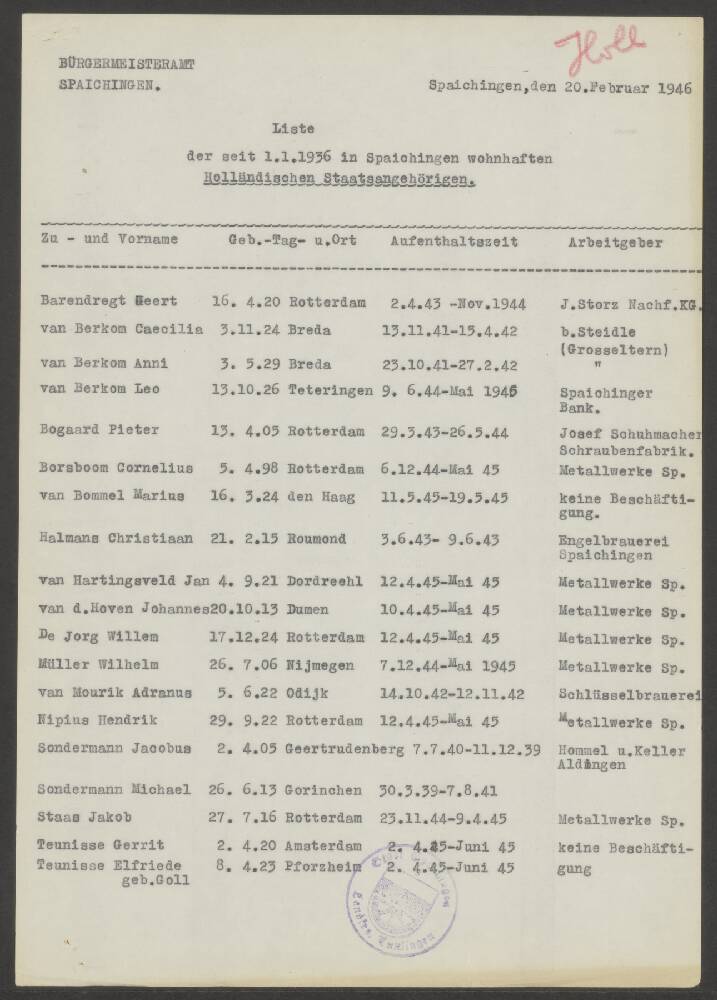 Holl
BÜRGERMEISTERAMT
SPAICHINGEN.
Spaichingen,den 20.Februar 1946
Liste
der seit 1.1.1936 in Spaichingen wohnhaften
Holländischen Staatsangehörigen.
Zu - und Vorname Geb.-Tag- u.Ort Aufenthaltszeit Arbeitgeber
Barendregt Geert 16. 4.20 Rotterdam 2.4.43 -Nov.1944 J.Storz Nachf.KG.
van Berkom Caecilia 3.11.24 Breda 13.11.41-15.4.42 b.Steidle
(Grosseltern)
van Berkom Anni 3. 5.29 Breda 23.10.41-27.2.42 "
van Berkom Leo 13.10.26 Teteringen 9. 6.44-Mai 1945 Spaichinger
Bank.
Bogaard Pieter 13. 4.05 Rotterdam 29.3.43-26.5.44 Josef Schuhmacher
Schraubenfabrik.
Borsboom Cornelius 5. 4.98 Rotterdam 6.12.44-Mai 45 Metallwerke Sp.
van Bommel Marius 16. 3.24 den Haag 11.5.45-19.5.45 keine Beschäfti-
gung.
Halmans Christiaan 21. 2.15 Roumond 3.6.43- 9.6.43 Engelbrauerei
Spaichingen
van Hartingsveld Jan 4. 9.21 Dordreehl 12.4.45-Mai 45 Metallwerke Sp.
van d.Hoven Johannes20.10.13 Dumen 10.4.45-Mai 45 Metallwerke Sp.
De Jorg Willem 17.12.24 Rotterdam 12.4.45-Mai 45 Metallwerke Sp.
Müller Wilhelm 26. 7.06 Nijmegen 7.12.44-Mai 1945 Metallwerke Sp.
van Mourik Adranus 5. 6.22 Odijk 14.10.42-12.11.42 Schlüsselbrauerei
Nipius Hendrik 29. 9.22 Rotterdam 12.4.45-Mai 45 Metallwerke Sp.
Sondermann Jacobus 2. 4.05 Geertrudenberg 7.7.40-11.12.39 Hommel u.Keller
Aldingen
Sondermann Michael 26. 6.13 Gorinchen 30.3.39-7.8.41
Staas Jakob 27. 7.16 Rotterdam 23.11.44-9.4.45 Metallwerke Sp.
Teunisse Gerrit 2. 4.20 Amsterdam 2. 4.45-Juni 45 keine Beschäfti-
Teunisse Elfriede 8. 4.23 Pforzheim 2. 4.45-Juni 45 gung
geb.Goll